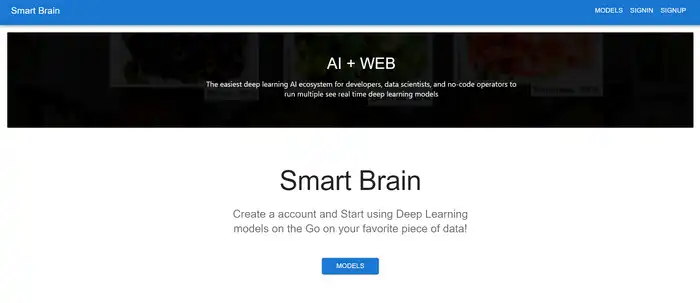 Smart Brain
MODELS SIGNIN SIGNUP
AI + WEB
The easiest deep learning AI ecosystem for developers, data scientists, and no-code operators to
run multiple see real time deep learning models
Smart Brain
Create a account and Start using Deep Learning
models on the Go on your favorite piece of data!
MODELS